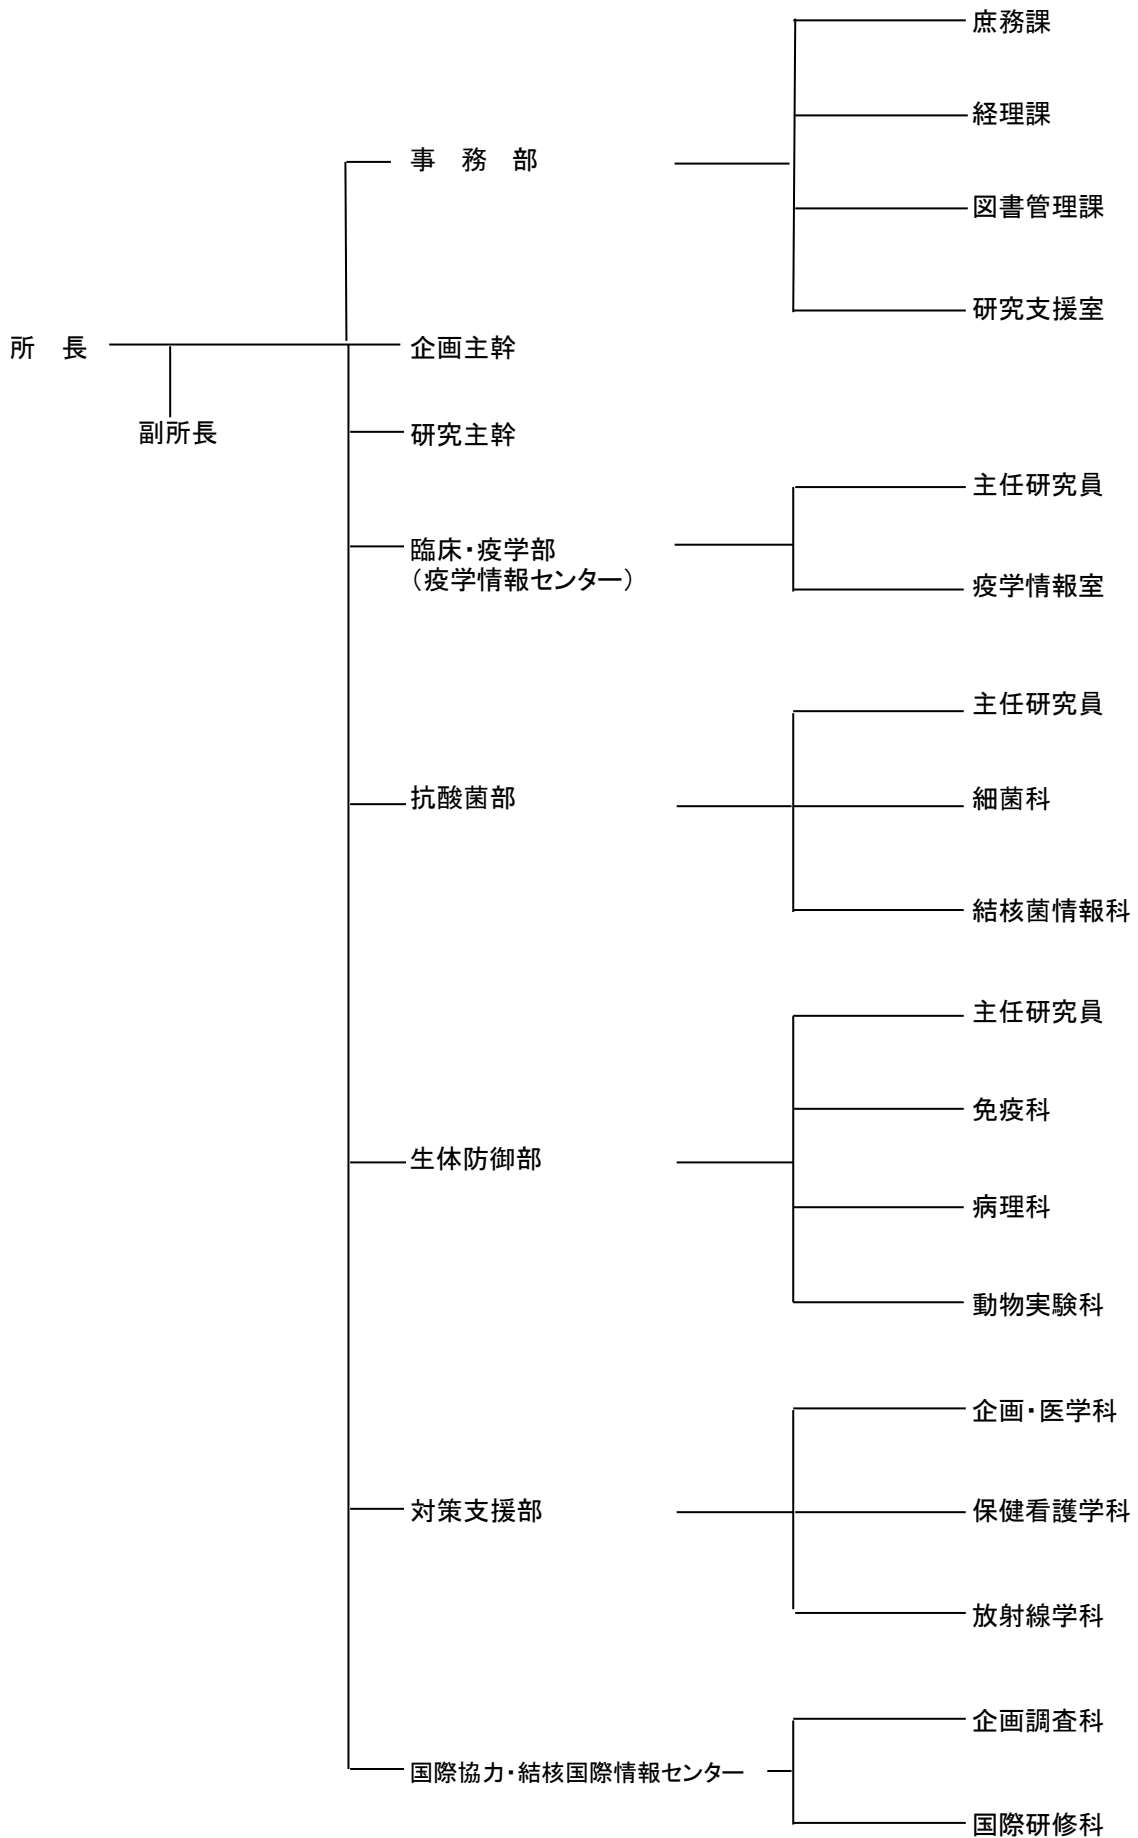 所　長
副所長
事　務　部
庶務課
経理課
図書管理課
研究支援室
企画主幹
研究主幹
臨床・疫学部
（疫学情報センター）
主任研究員
疫学情報室
抗酸菌部
主任研究員
細菌科
結核菌情報科
生体防御部
主任研究員
免疫科
病理科
動物実験科
対策支援部
企画・医学科
保健看護学科
放射線学科
国際協力・結核国際情報センター
企画調査科
国際研修科